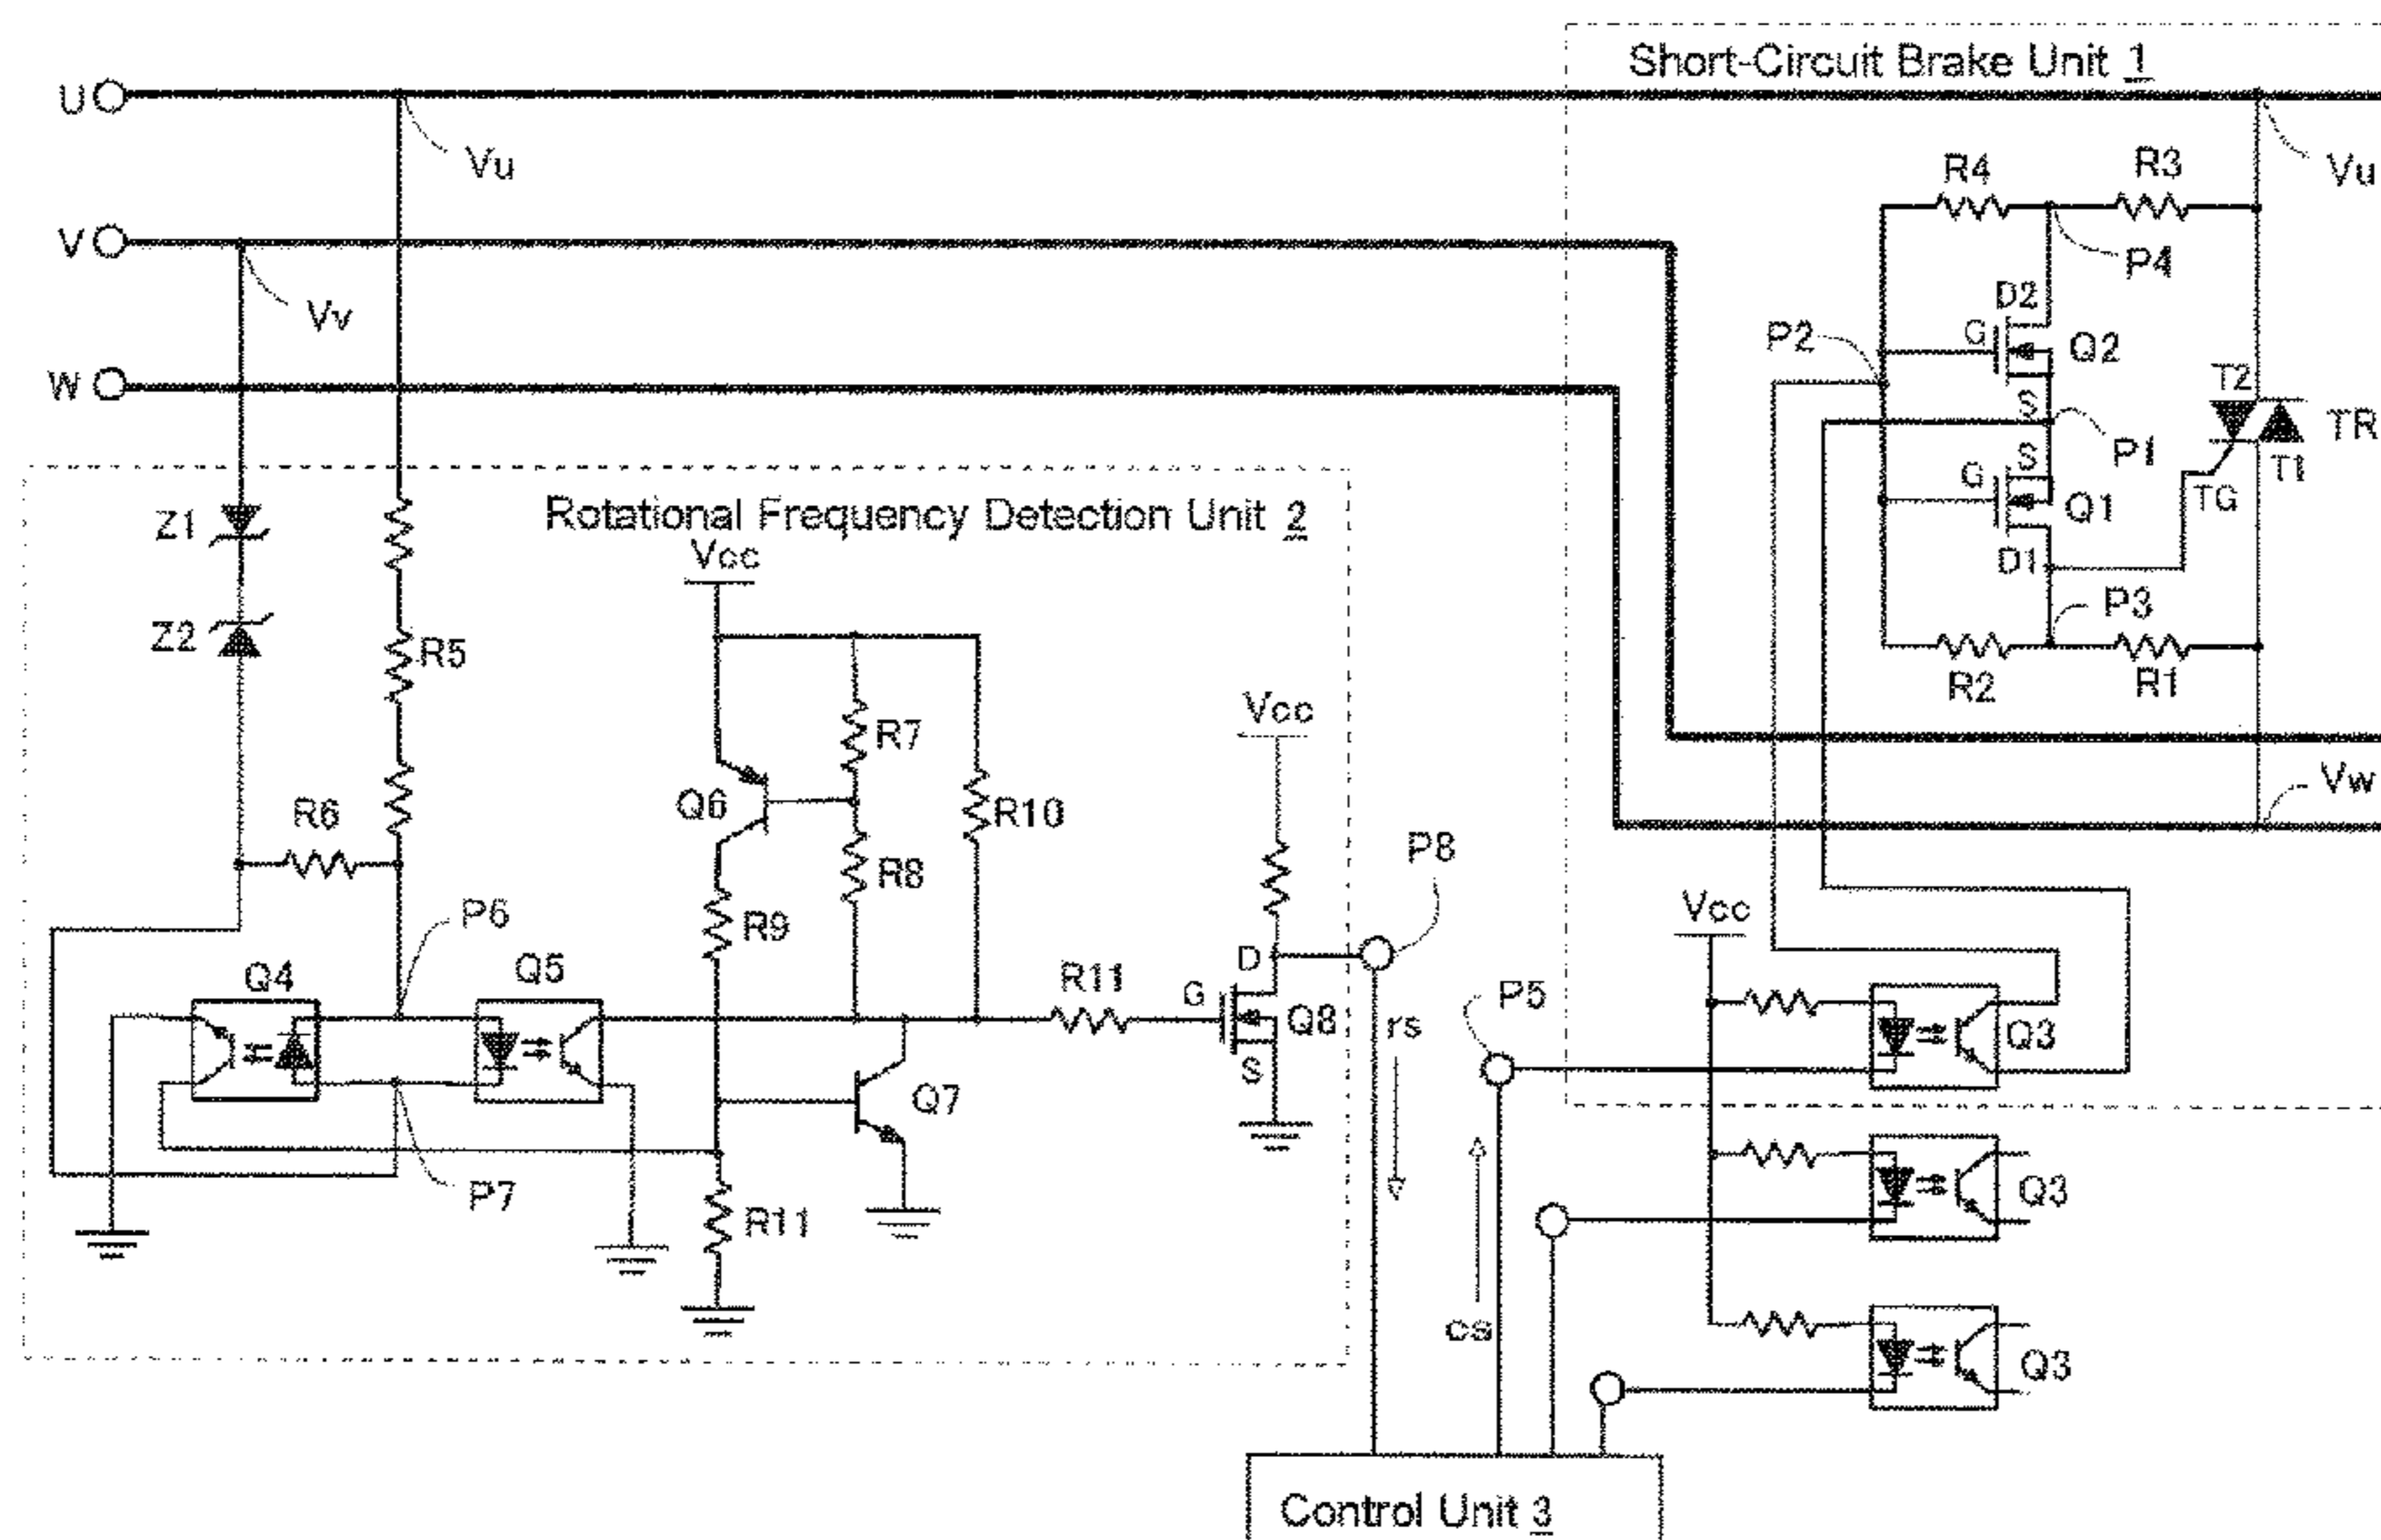 Short-Circuit Brake Unit 1
U
Vu
Vu
R4
R3
V
P4
Vv
D2
G
Q2
P2
W
S
T2
TR
P1
S
T1
G
Q1
TG
Z1
Rotational Frequency Detection Unit 2
D1
Vcc
P3
Z2
R5
R2
R1
R7
Vcc
Q6
Vw
R6
R10
P8
R8
P6
R9
Vcc
Q4
Q5
D
R11
G
P5
Q8
rs
Q3
S
Q7
P7
R11
Q3
cs
Q3
Control Unit 3